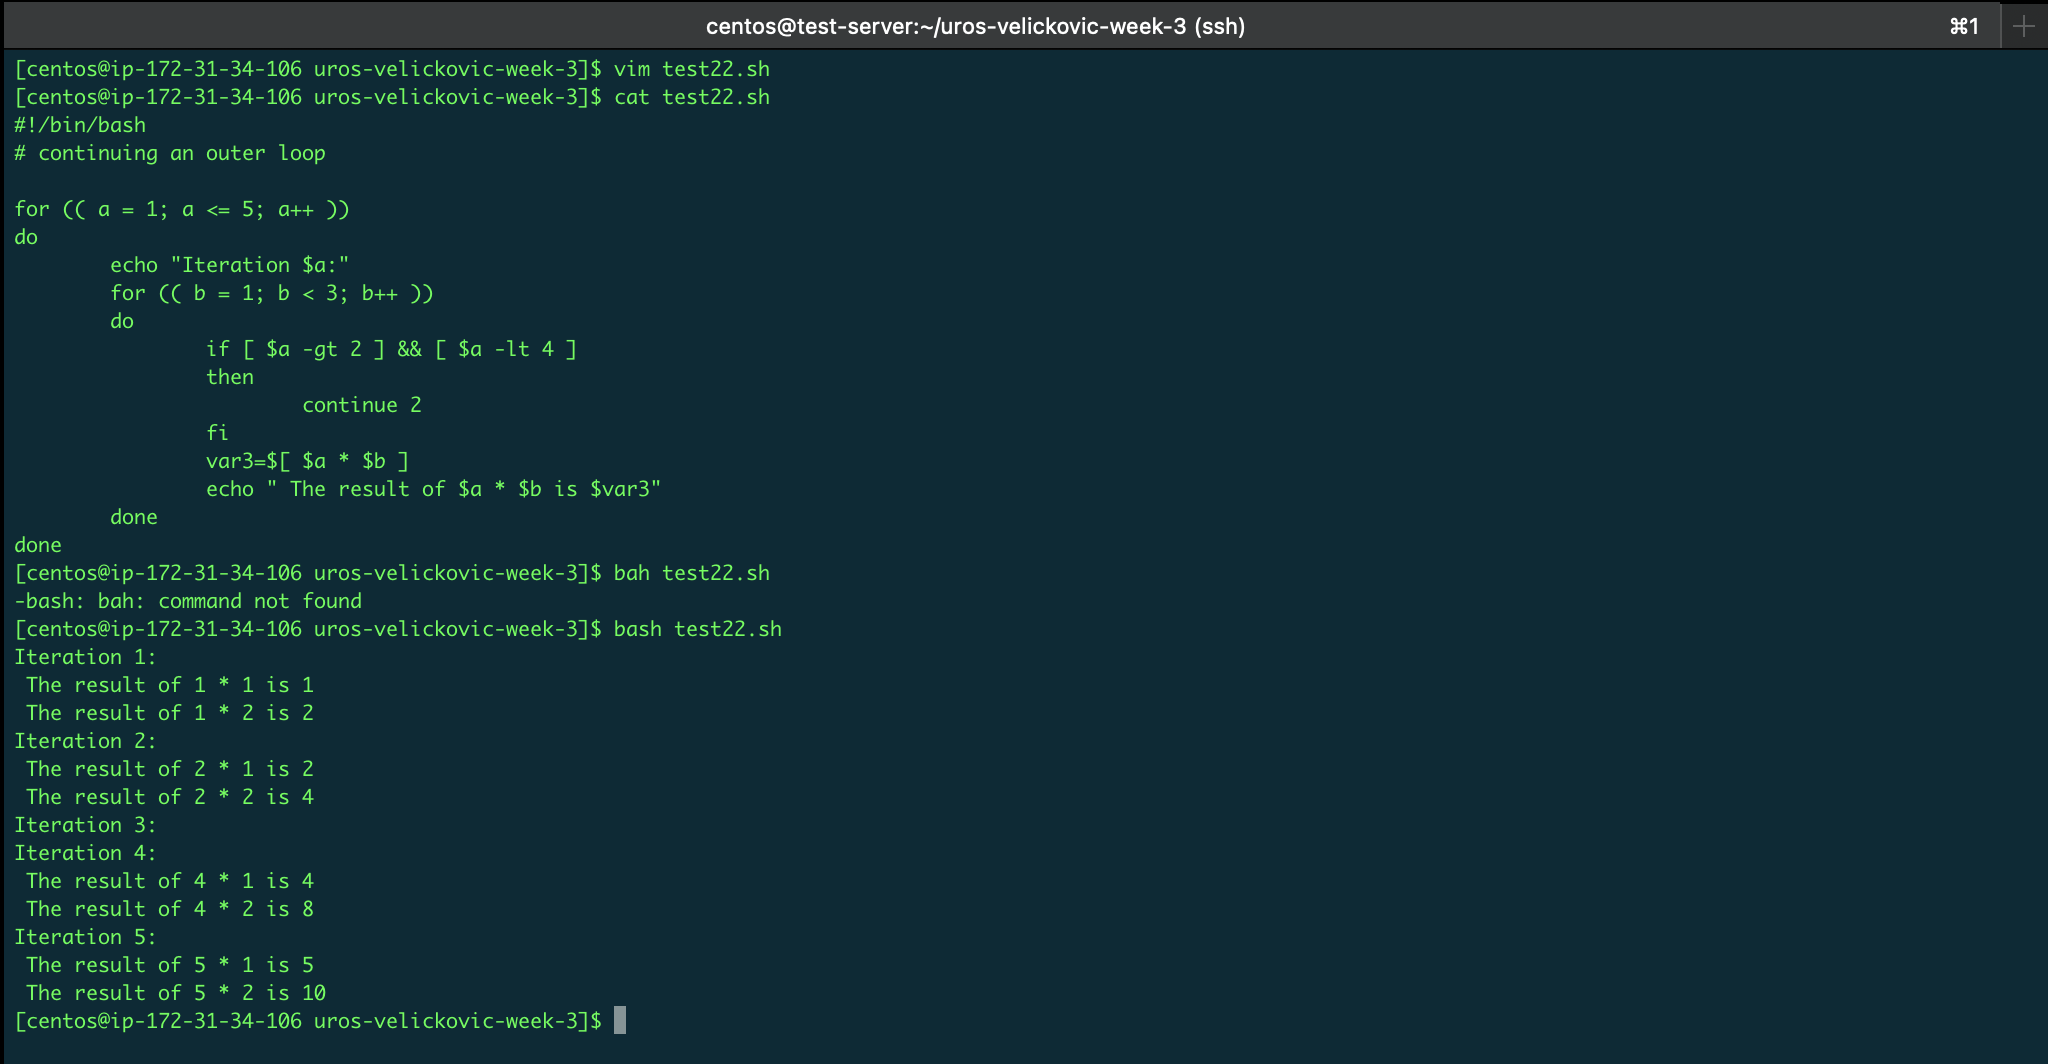 centos@test-server:~/uros-velickovic-week-3 (ssh) ⌘1
[centos@ip-172-31-34-106 uros-velickovic-week-3]$ vim test22.sh
[centos@ip-172-31-34-106 uros-velickovic-week-3]$ cat test22.sh
#!/bin/bash
# continuing an outer loop

for (( a = 1; a <= 5; a++ ))
do
        echo "Iteration $a:"
        for (( b = 1; b < 3; b++ ))
        do
                if [ $a -gt 2 ] && [ $a -lt 4 ]
                then
                        continue 2
                fi
                var3=$[ $a * $b ]
                echo " The result of $a * $b is $var3"
        done
done
[centos@ip-172-31-34-106 uros-velickovic-week-3]$ bah test22.sh
-bash: bah: command not found
[centos@ip-172-31-34-106 uros-velickovic-week-3]$ bash test22.sh
Iteration 1:
 The result of 1 * 1 is 1
 The result of 1 * 2 is 2
Iteration 2:
 The result of 2 * 1 is 2
 The result of 2 * 2 is 4
Iteration 3:
Iteration 4:
 The result of 4 * 1 is 4
 The result of 4 * 2 is 8
Iteration 5:
 The result of 5 * 1 is 5
 The result of 5 * 2 is 10
[centos@ip-172-31-34-106 uros-velickovic-week-3]$